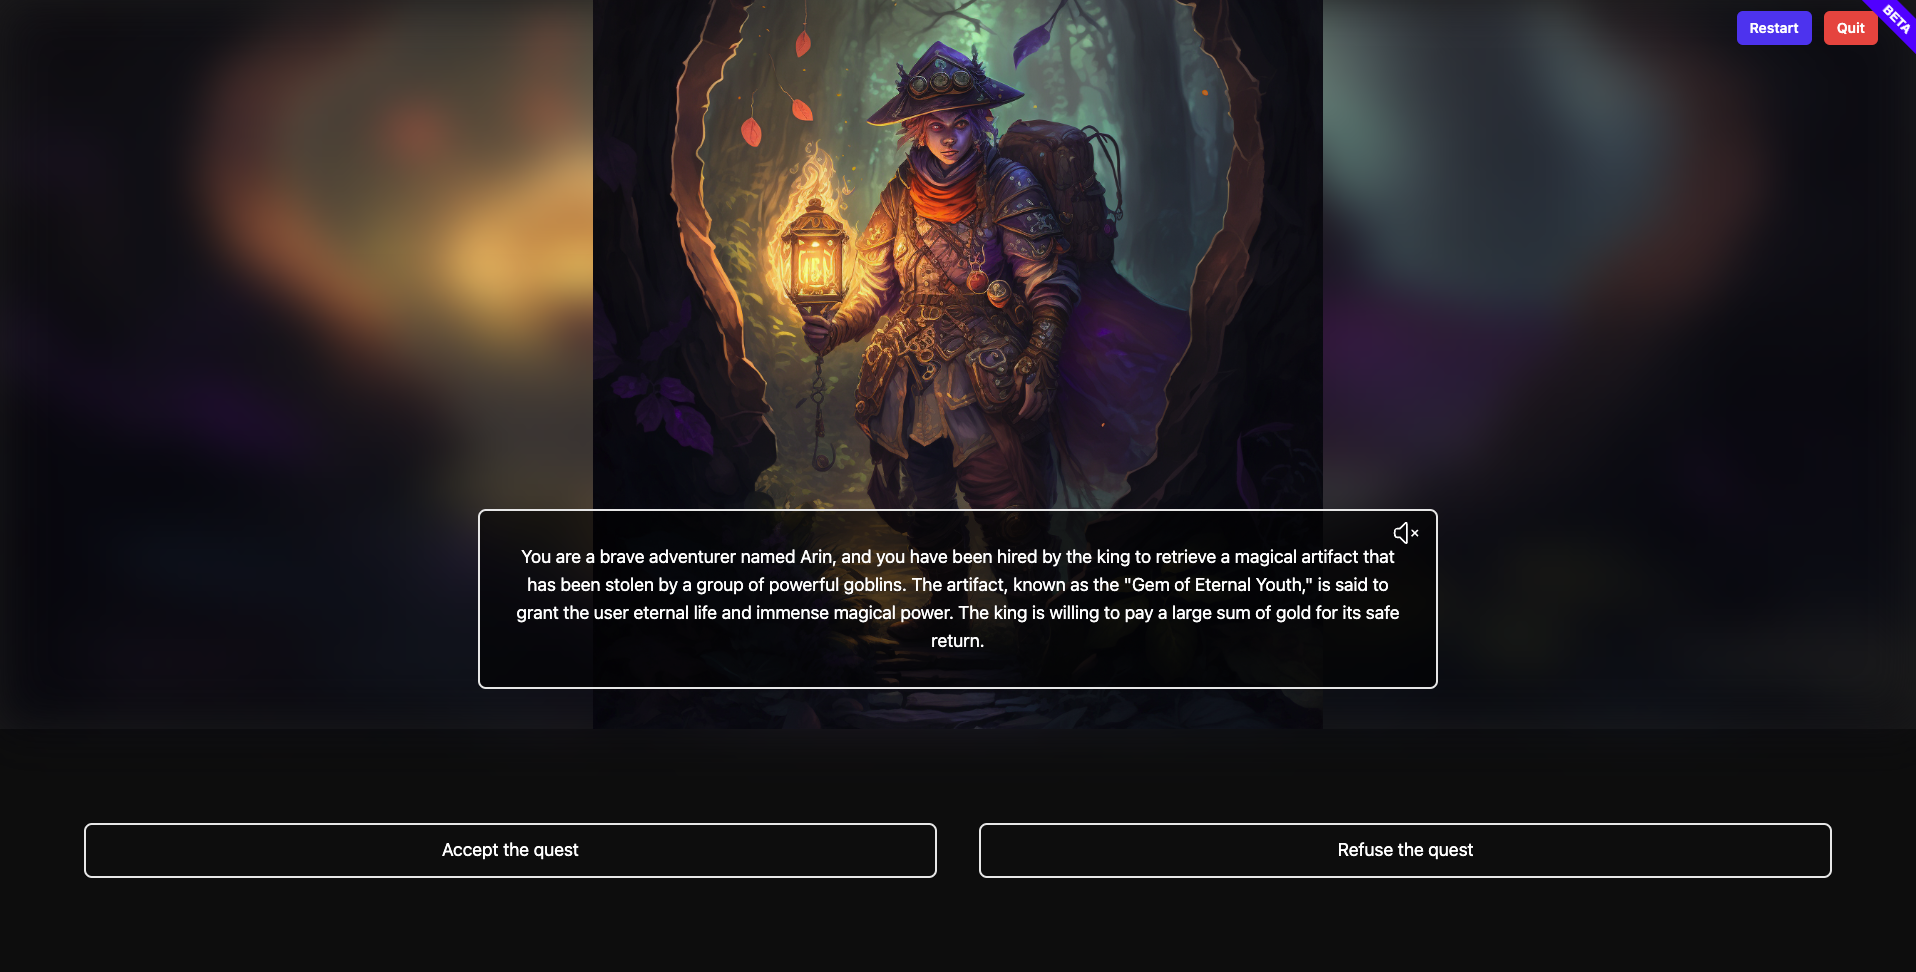 Restart
Quit
BETA
You are a brave adventurer named Arin, and you have been hired by the king to retrieve a magical artifact that
has been stolen by a group of powerful goblins. The artifact, known as the "Gem of Eternal Youth," is said to
grant the user eternal life and immense magical power. The king is willing to pay a large sum of gold for its safe
return.
Accept the quest
Refuse the quest